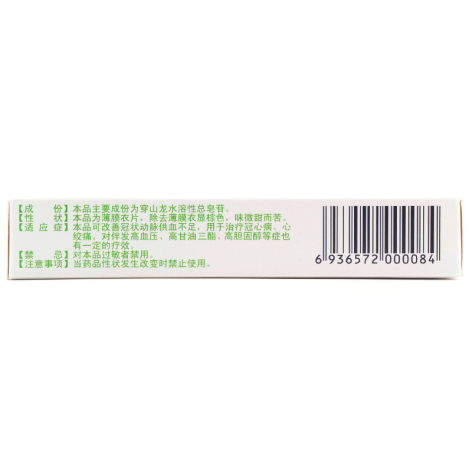 【成　份】本品主要成份为穿山龙水溶性总皂苷。
【性　状】本品为薄膜衣片，除去薄膜衣显棕色，味微甜而苦。
【适 应 症】本品可改善冠状动脉供血不足，用于治疗冠心病、心
绞痛，对伴发高血压、高甘油三酯、高胆固醇等症也
有一定的疗效。
【禁　忌】对本品过敏者禁用。
【注意事项】当药品性状发生改变时禁止使用。
6 936572 000084